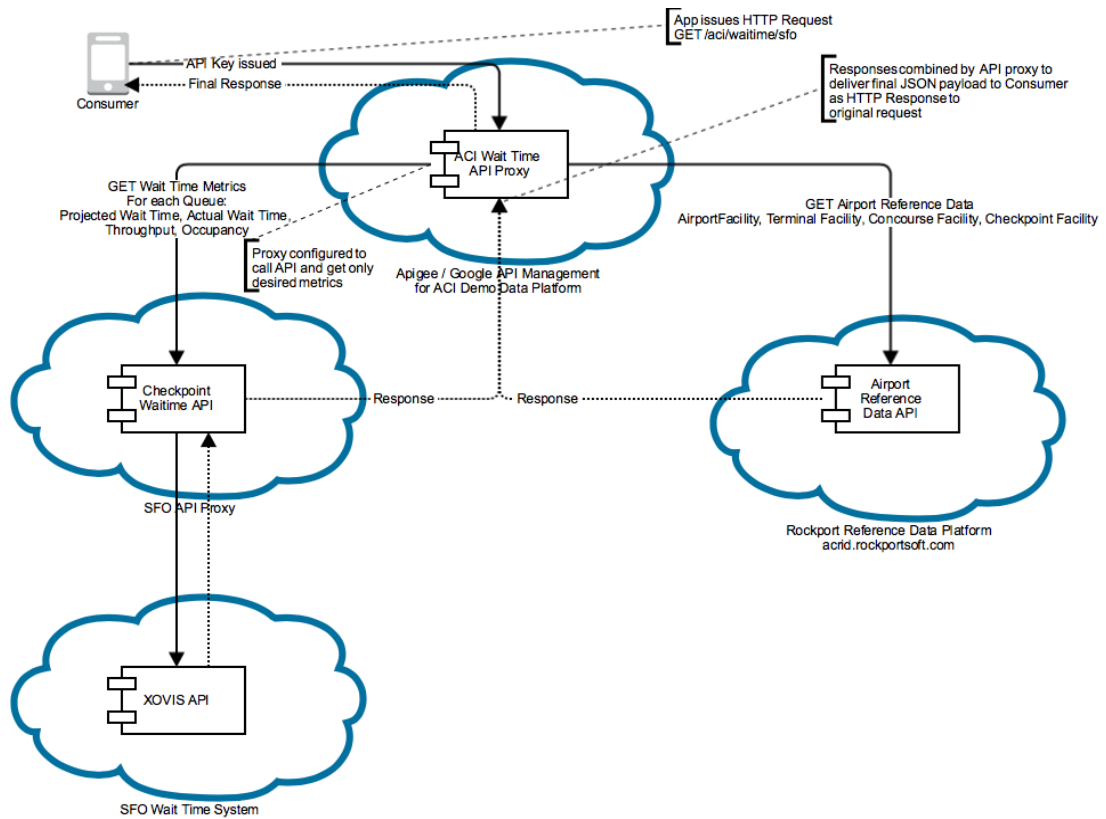 App issues HTTP Request
GET /aci/waitime/sfo
API Key issued
Final Response
Consumer
Responses combined by API proxy to
deliver final JSON payload to Consumer
as HTTP Response to
original request
ACI Wait Time
API Proxy
GET Wait Time Metrics
For each Queue:
Projected Wait Time, Actual Wait Time,
Throughput, Occupancy
GET Airport Reference Data
AirportFacility, Terminal Facility, Concourse Facility, Checkpoint Facility
Proxy configured to
call API and get only
desired metrics
Apigee / Google API Management
for ACI Demo Data Platform
Checkpoint
Waitime API
Response
Response
Airport
Reference
Data API
SFO API Proxy
Rockport Reference Data Platform
acrid.rockportsoft.com
XOVIS API
SFO Wait Time System